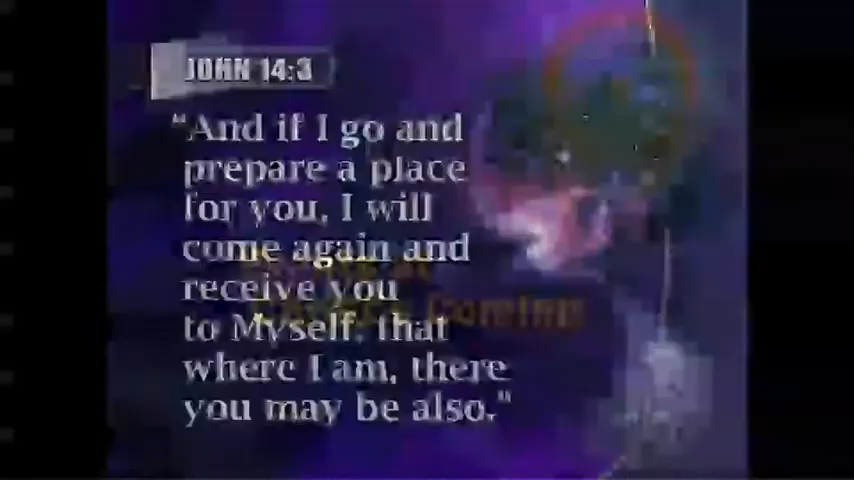 JOHN 14:3
"And if I go and
prepare a place
for you, I will
come again and
receive you
to Myself, that
where I am, there
you may be also."
Coming